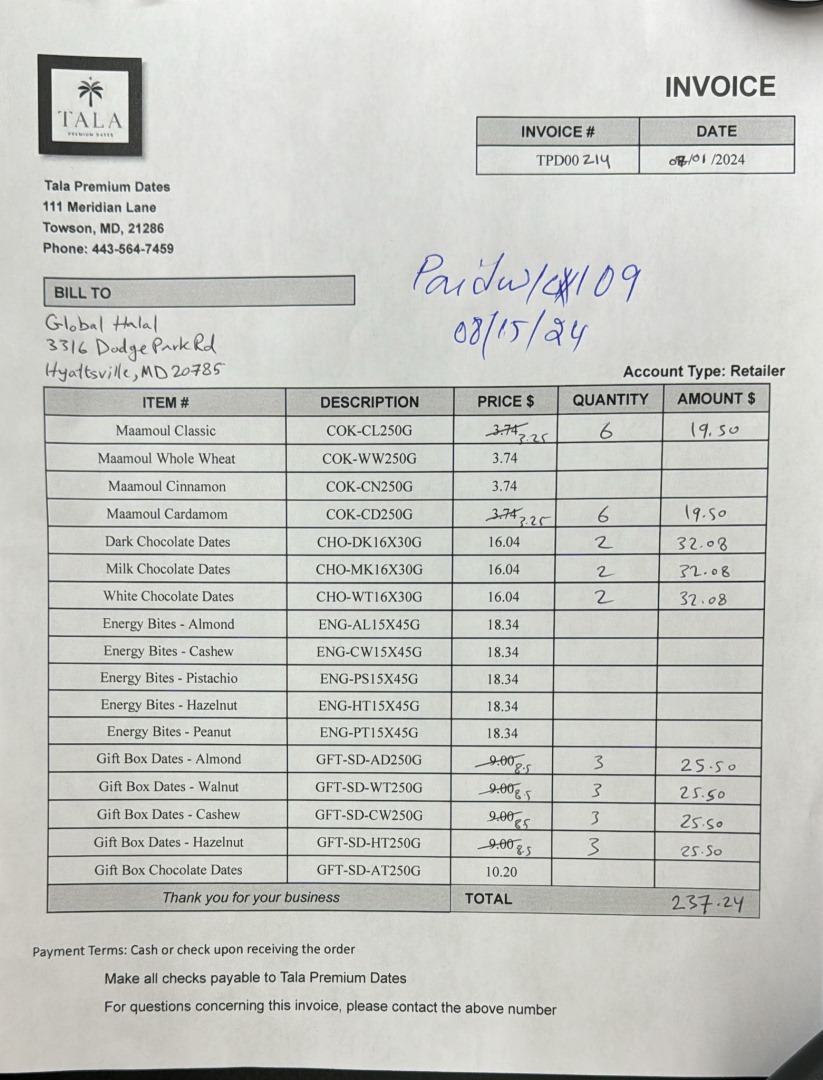 TALA
PREMIUM DATES
INVOICE
INVOICE # DATE
TPD00 214 08/01/2024
Tala Premium Dates
111 Meridian Lane
Towson, MD, 21286
Phone: 443-564-7459
Paid w/ck109
08/15/24
BILL TO
Global Halal
3316 Dodge Park Rd
Hyattsville, MD 20785
Account Type: Retailer
ITEM # DESCRIPTION PRICE $ QUANTITY AMOUNT $
Maamoul Classic COK-CL250G 3.74 3.25 6 19.50
Maamoul Whole Wheat COK-WW250G 3.74
Maamoul Cinnamon COK-CN250G 3.74
Maamoul Cardamom COK-CD250G 3.74 3.25 6 19.50
Dark Chocolate Dates CHO-DK16X30G 16.04 2 32.08
Milk Chocolate Dates CHO-MK16X30G 16.04 2 32.08
White Chocolate Dates CHO-WT16X30G 16.04 2 32.08
Energy Bites - Almond ENG-AL15X45G 18.34
Energy Bites - Cashew ENG-CW15X45G 18.34
Energy Bites - Pistachio ENG-PS15X45G 18.34
Energy Bites - Hazelnut ENG-HT15X45G 18.34
Energy Bites - Peanut ENG-PT15X45G 18.34
Gift Box Dates - Almond GFT-SD-AD250G 9.00 8.5 3 25.50
Gift Box Dates - Walnut GFT-SD-WT250G 9.00 8.5 3 25.50
Gift Box Dates - Cashew GFT-SD-CW250G 9.00 8.5 3 25.50
Gift Box Dates - Hazelnut GFT-SD-HT250G 9.00 8.5 3 25.50
Gift Box Chocolate Dates GFT-SD-AT250G 10.20
Thank you for your business TOTAL 237.24
Payment Terms: Cash or check upon receiving the order
Make all checks payable to Tala Premium Dates
For questions concerning this invoice, please contact the above number